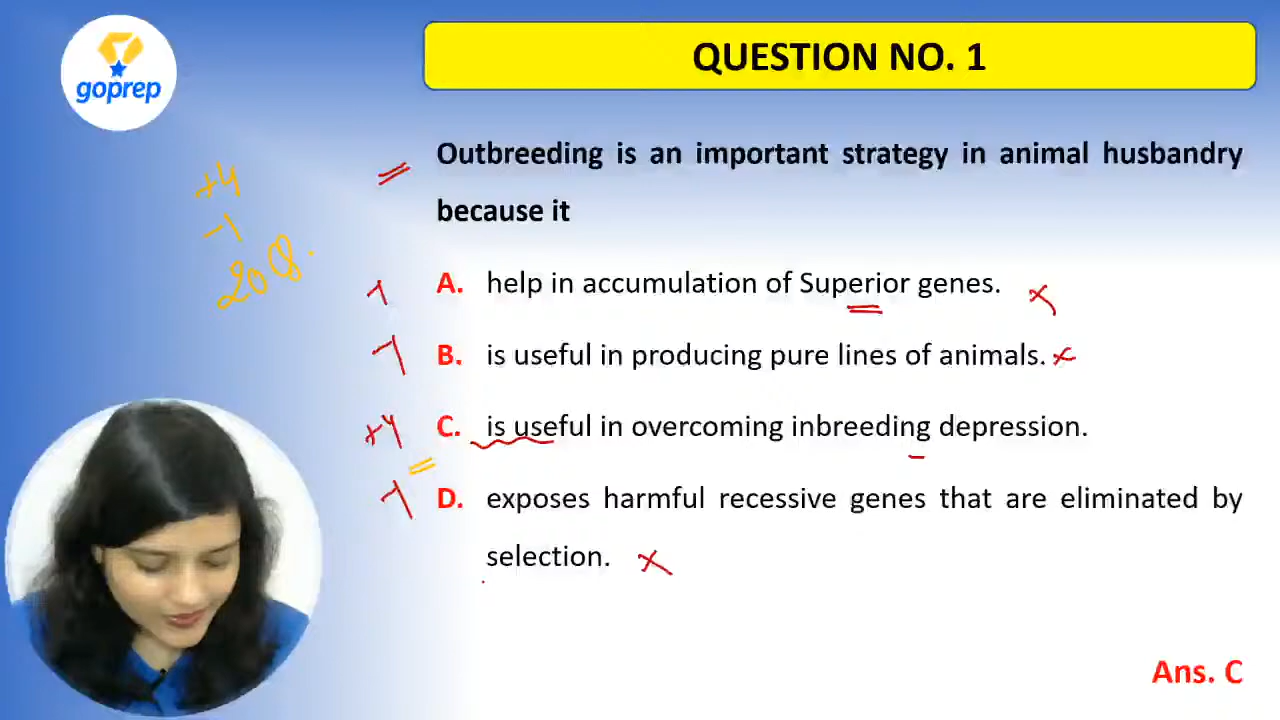 goprep
QUESTION NO. 1
Outbreeding is an important strategy in animal husbandry
because it
+4
-1
20Q.
A. help in accumulation of Superior genes.
B. is useful in producing pure lines of animals.
+4 C. is useful in overcoming inbreeding depression.
D. exposes harmful recessive genes that are eliminated by
selection.
Ans. C